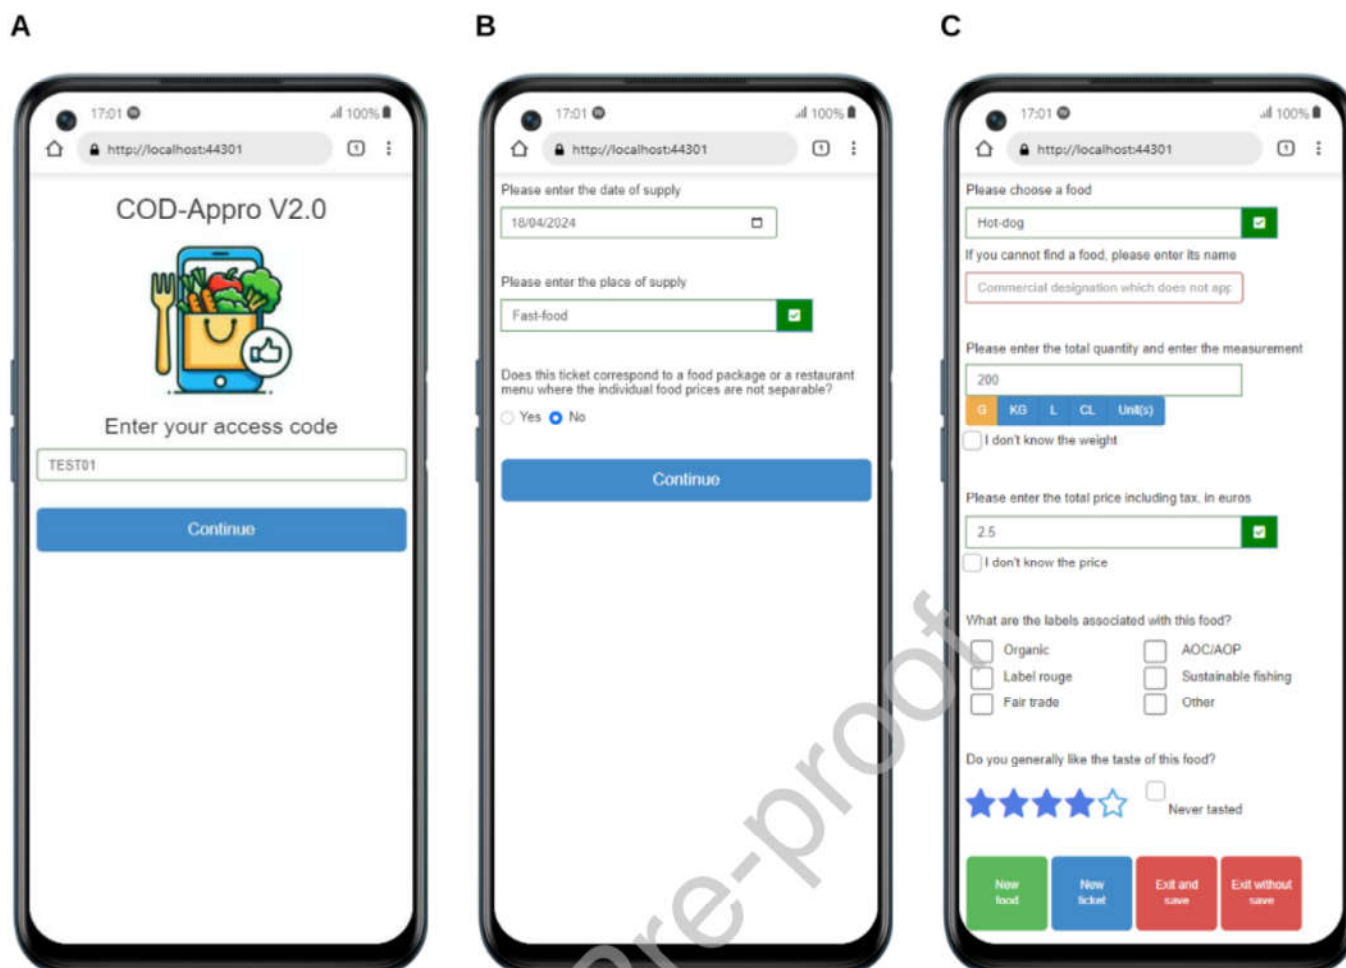 A
17:01
100%
http://localhost:44301
1
COD-Appro V2.0
Enter your access code
TEST01
Continue
B
17:01
100%
http://localhost:44301
1
Please enter the date of supply
18/04/2024
Please enter the place of supply
Fast-food
Does this ticket correspond to a food package or a restaurant
menu where the individual food prices are not separable?
Yes No
Continue
C
17:01
100%
http://localhost:44301
1
Please choose a food
Hot-dog
If you cannot find a food, please enter its name
Commercial designation which does not app
Please enter the total quantity and enter the measurement
200
G KG L CL Unit(s)
I don't know the weight
Please enter the total price including tax, in euros
2.5
I don't know the price
What are the labels associated with this food?
Organic AOC/AOP
Label rouge Sustainable fishing
Fair trade Other
Do you generally like the taste of this food?
Never tasted
New
food
New
ticket
Exit and
save
Exit without
save
Pre-proof